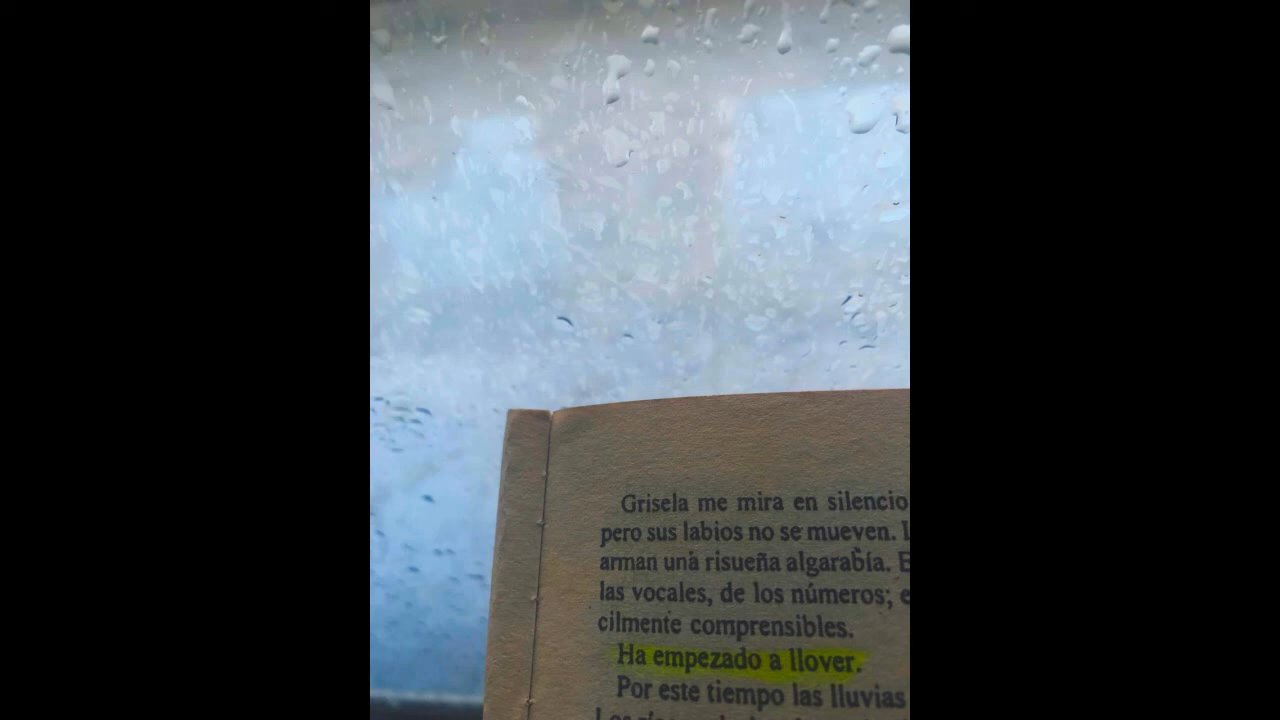 Grisela me mira en silencio
pero sus labios no se mueven.
arman una risueña algarabía. E
las vocales, de los números; e
cilmente comprensibles.
Ha empezado a llover.
Por este tiempo las lluvias